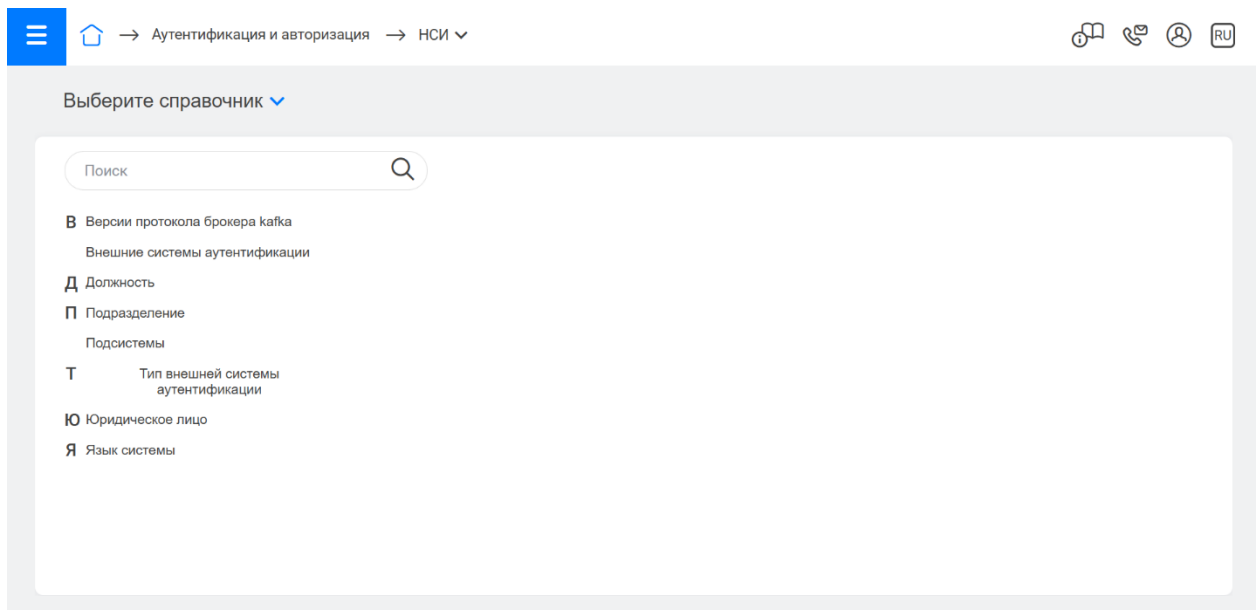 Аутентификация и авторизация НСИ
RU
Выберите справочник
Поиск
В Версии протокола брокера kafka
Внешние системы аутентификации
Д Должность
П Подразделение
Подсистемы
Т Тип внешней системы
аутентификации
Ю Юридическое лицо
Я Язык системы